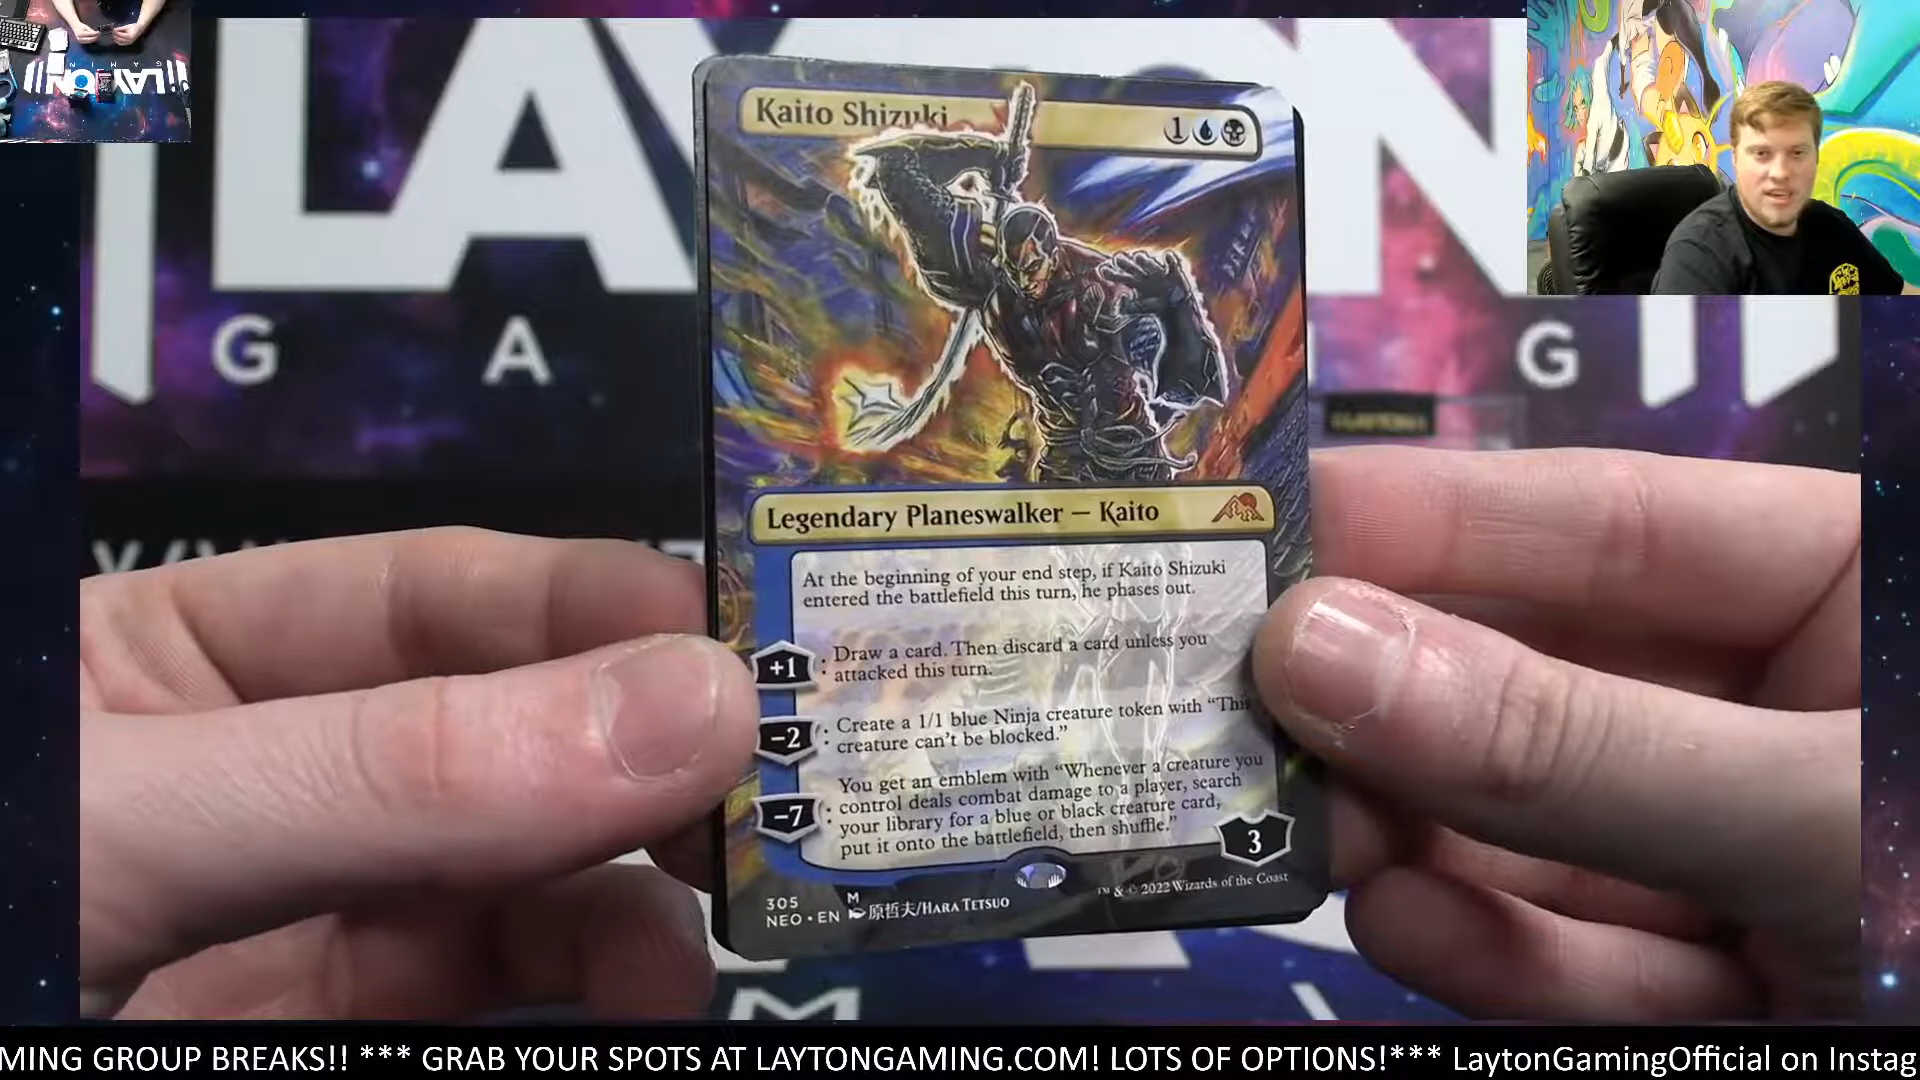 Kaito Shizuki
1
Legendary Planeswalker — Kaito
At the beginning of your end step, if Kaito Shizuki
entered the battlefield this turn, he phases out.
+1 : Draw a card. Then discard a card unless you
attacked this turn.
−2 : Create a 1/1 blue Ninja creature token with “This
creature can’t be blocked.”
You get an emblem with “Whenever a creature you
−7 : control deals combat damage to a player, search
your library for a blue or black creature card,
put it onto the battlefield, then shuffle.”
3
305 M
NEO • EN 原哲夫/HARA TETSUO
™ & © 2022 Wizards of the Coast
LAY
G A G
LAYTON
MING GROUP BREAKS!! *** GRAB YOUR SPOTS AT LAYTONGAMING.COM! LOTS OF OPTIONS!*** LaytonGamingOfficial on Instag